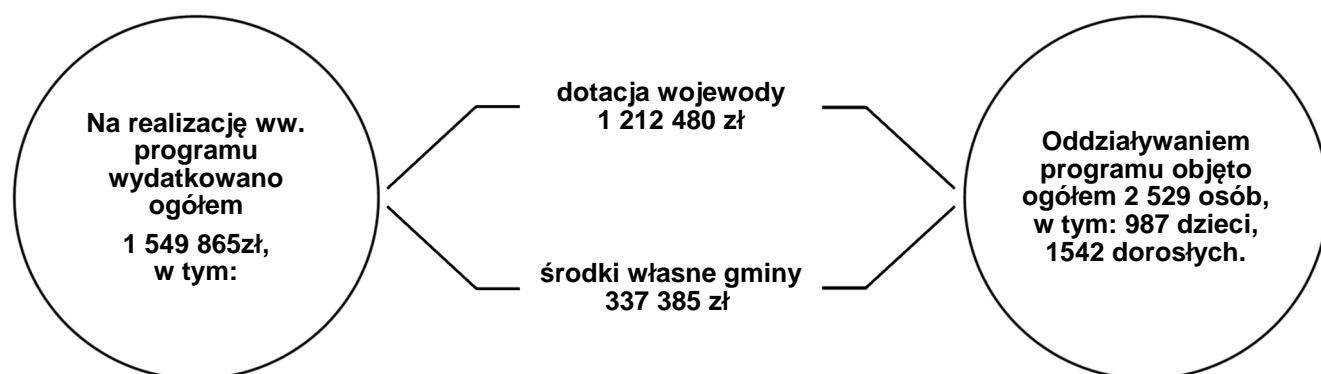 Na realizację ww.
programu
wydatkowano
ogółem
1 549 865zł,
w tym:
dotacja wojewody
1 212 480 zł
środki własne gminy
337 385 zł
Oddziaływaniem
programu objęto
ogółem 2 529 osób,
w tym: 987 dzieci,
1542 dorosłych.